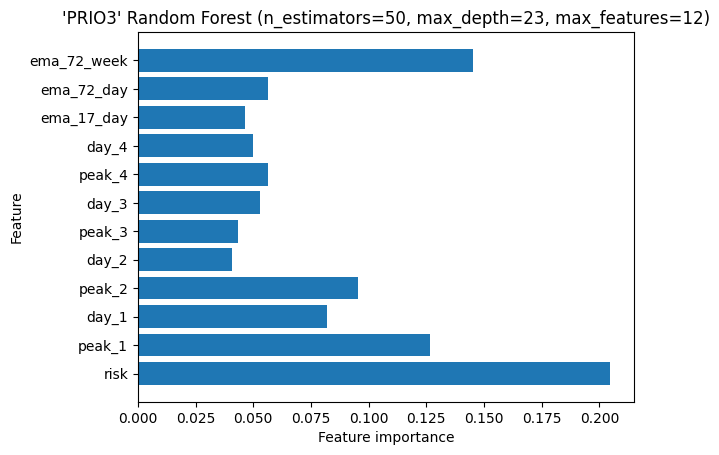 'PRIO3' Random Forest (n_estimators=50, max_depth=23, max_features=12)
ema_72_week
ema_72_day
ema_17_day
day_4
peak_4
day_3
peak_3
day_2
peak_2
day_1
peak_1
risk
Feature
0.000 0.025 0.050 0.075 0.100 0.125 0.150 0.175 0.200
Feature importance